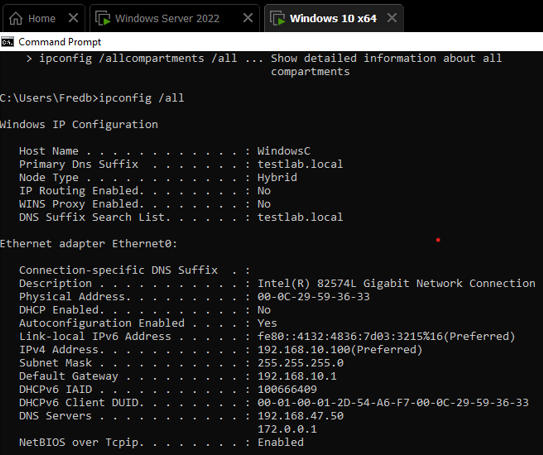 Home
Windows Server 2022
Windows 10 x64
Command Prompt
> ipconfig /allcompartments /all ... Show detailed information about all
compartments
C:\Users\Fredb>ipconfig /all
Windows IP Configuration
Host Name . . . . . . . . . . . . : WindowsC
Primary Dns Suffix . . . . . . . : testlab.local
Node Type . . . . . . . . . . . . : Hybrid
IP Routing Enabled. . . . . . . . : No
WINS Proxy Enabled. . . . . . . . : No
DNS Suffix Search List. . . . . . : testlab.local
Ethernet adapter Ethernet0:
Connection-specific DNS Suffix . :
Description . . . . . . . . . . . : Intel(R) 82574L Gigabit Network Connection
Physical Address. . . . . . . . . : 00-0C-29-59-36-33
DHCP Enabled. . . . . . . . . . . : No
Autoconfiguration Enabled . . . . : Yes
Link-local IPv6 Address . . . . . : fe80::4132:4836:7d03:3215%16(Preferred)
IPv4 Address. . . . . . . . . . . : 192.168.10.100(Preferred)
Subnet Mask . . . . . . . . . . . : 255.255.255.0
Default Gateway . . . . . . . . . : 192.168.10.1
DHCPv6 IAID . . . . . . . . . . . : 100666409
DHCPv6 Client DUID. . . . . . . . : 00-01-00-01-2D-54-A6-F7-00-0C-29-59-36-33
DNS Servers . . . . . . . . . . . : 192.168.47.50
172.0.0.1
NetBIOS over Tcpip. . . . . . . . : Enabled